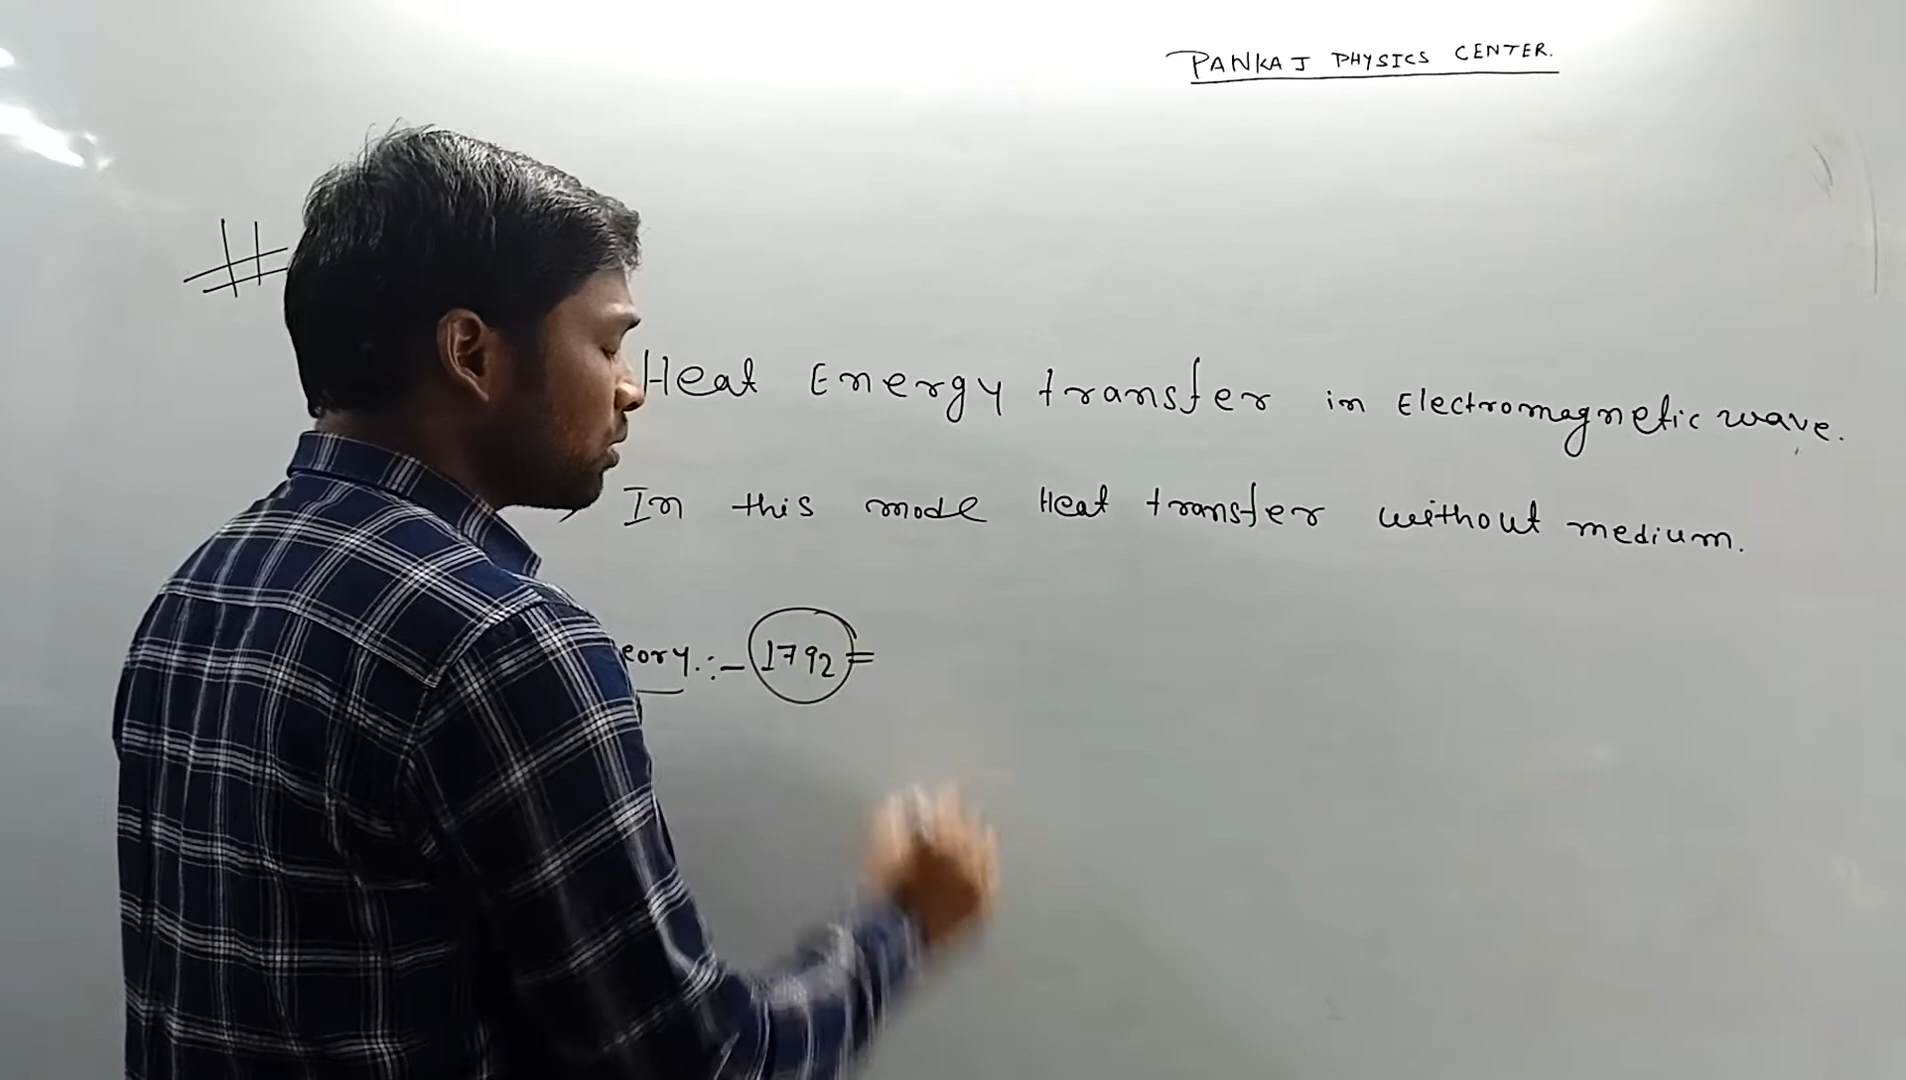 PANKAJ PHYSICS CENTER.
#
Heat Energy transfer in Electromagnetic wave.
In this mode Heat transfer without medium.
eory.:- 1792=